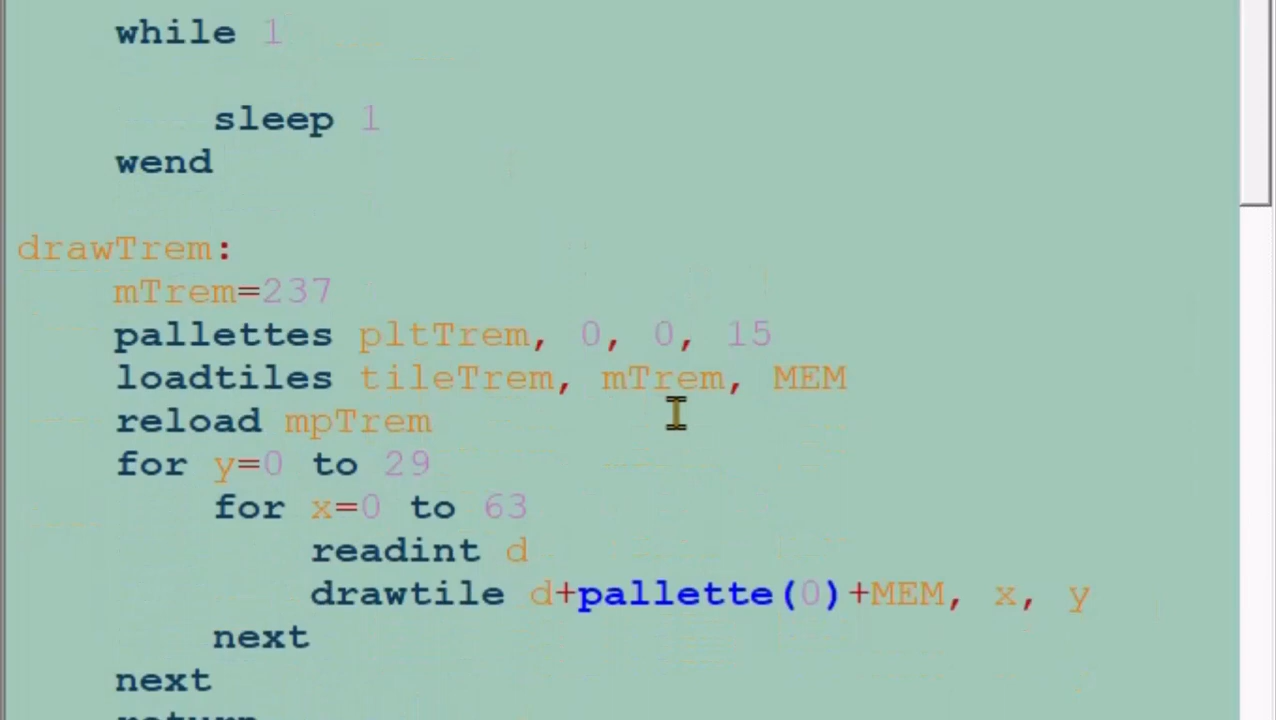 while 1
sleep 1
wend
drawTrem:
mTrem=237
pallettes pltTrem, 0, 0, 15
loadtiles tileTrem, mTrem, MEM
reload mpTrem
for y=0 to 29
for x=0 to 63
readint d
drawtile d+pallette(0)+MEM, x, y
next
next
return